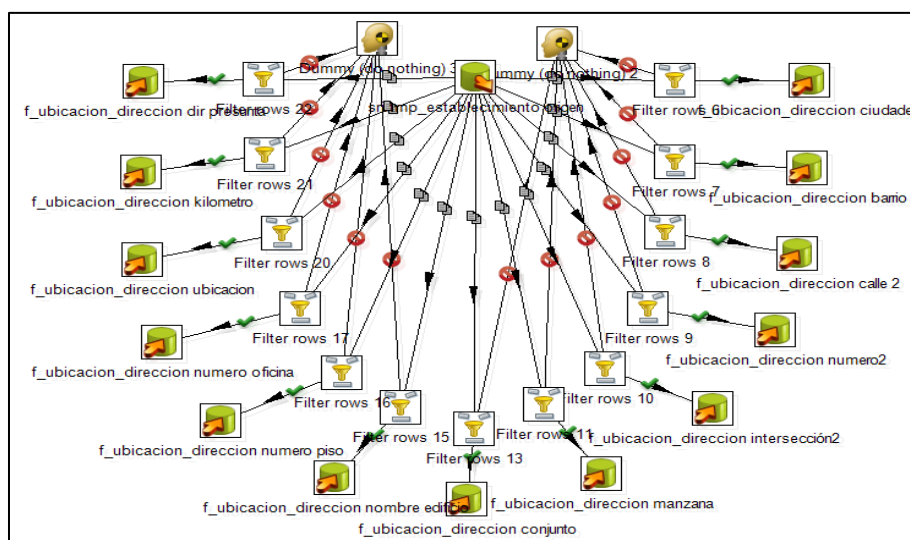 Dummy (do nothing) 3
Dummy (do nothing) 2
f_ubicacion_direccion dir presunta
Filter rows 22
establecimiento origen
Filter rows 6
f_ubicacion_direccion ciudade
f_ubicacion_direccion kilometro
Filter rows 21
Filter rows 7
f_ubicacion_direccion barrio
f_ubicacion_direccion ubicacion
Filter rows 20
Filter rows 8
f_ubicacion_direccion calle 2
f_ubicacion_direccion numero oficina
Filter rows 17
Filter rows 9
f_ubicacion_direccion numero2
f_ubicacion_direccion numero piso
Filter rows 16
Filter rows 10
f_ubicacion_direccion intersección2
Filter rows 15
Filter rows 11
Filter rows 13
f_ubicacion_direccion nombre edificio
f_ubicacion_direccion manzana
f_ubicacion_direccion conjunto